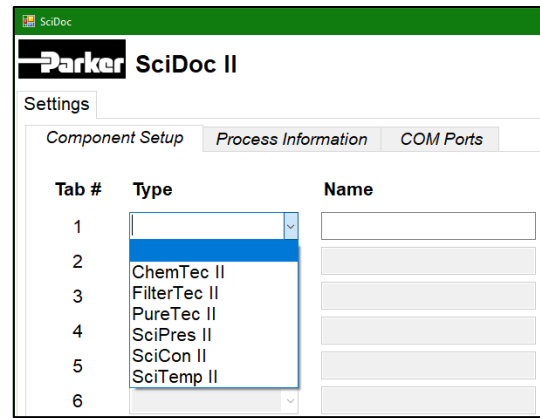 SciDoc
Parker SciDoc II
Settings
Component Setup Process Information COM Ports
Tab # Type Name
1
2
ChemTec II
3 FilterTec II
PureTec II
4 SciPres II
SciCon II
5
SciTemp II
6